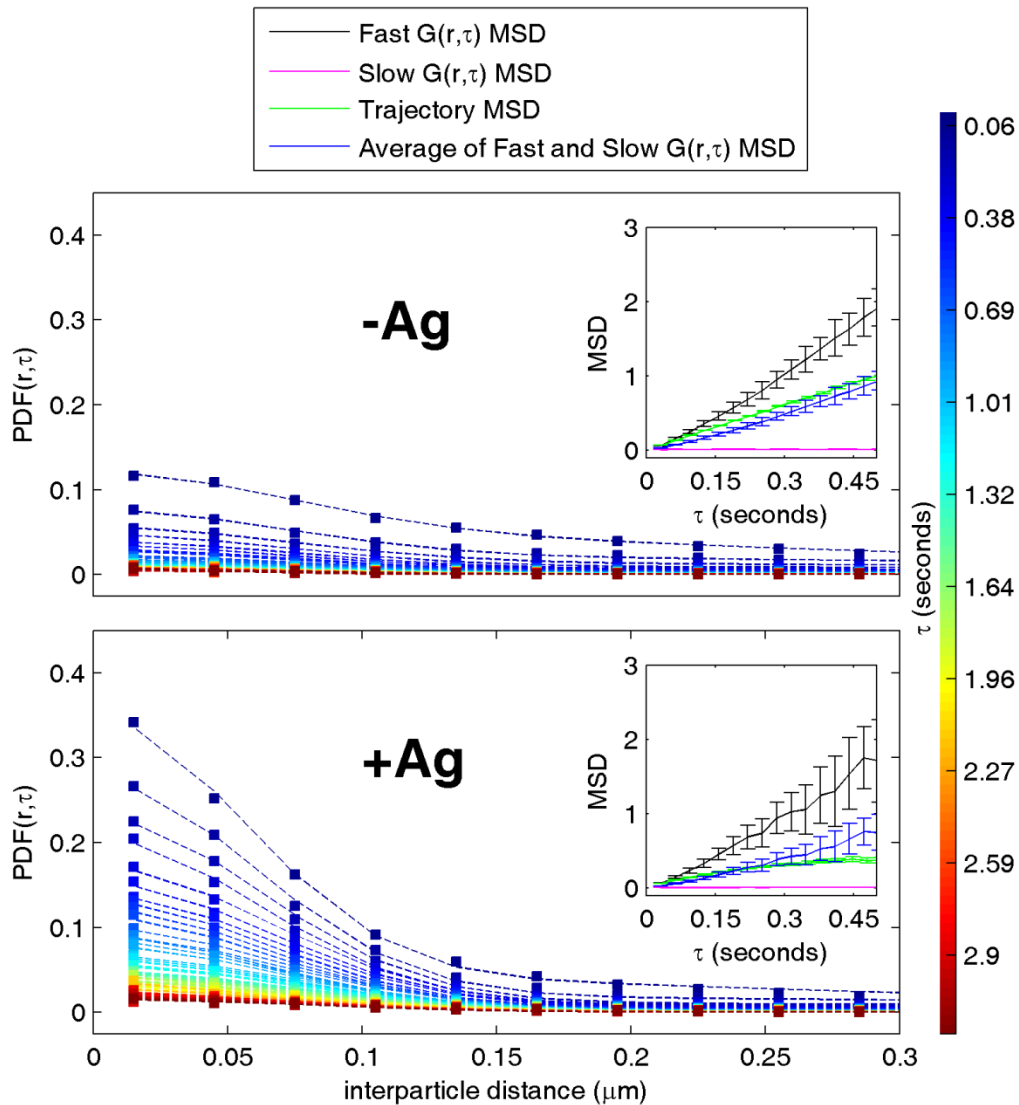 Fast G(r,τ) MSD
Slow G(r,τ) MSD
Trajectory MSD
Average of Fast and Slow G(r,τ) MSD
0.4
0.3
0.2
0.1
0
PDF(r,τ)
-Ag
3
2
1
0
MSD
0 0.15 0.3 0.45
τ (seconds)
0.4
0.3
0.2
0.1
0
PDF(r,τ)
+Ag
3
2
1
0
MSD
0 0.15 0.3 0.45
τ (seconds)
0 0.05 0.1 0.15 0.2 0.25 0.3
interparticle distance (μm)
0.06
0.38
0.69
1.01
1.32
1.64
1.96
2.27
2.59
2.9
τ (seconds)